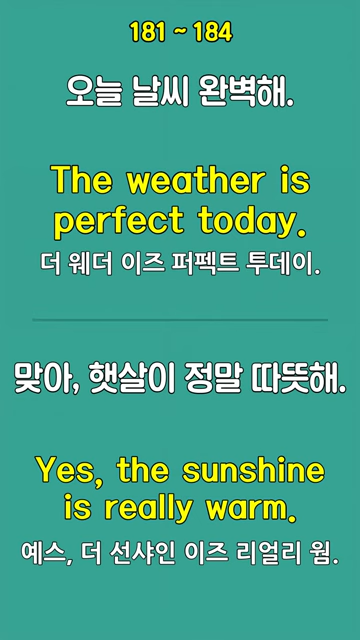 181 ~ 184
오늘 날씨 완벽해.
The weather is
perfect today.
더 웨더 이즈 퍼펙트 투데이.
맞아, 햇살이 정말 따뜻해.
Yes, the sunshine
is really warm.
예스, 더 선샤인 이즈 리얼리 웜.